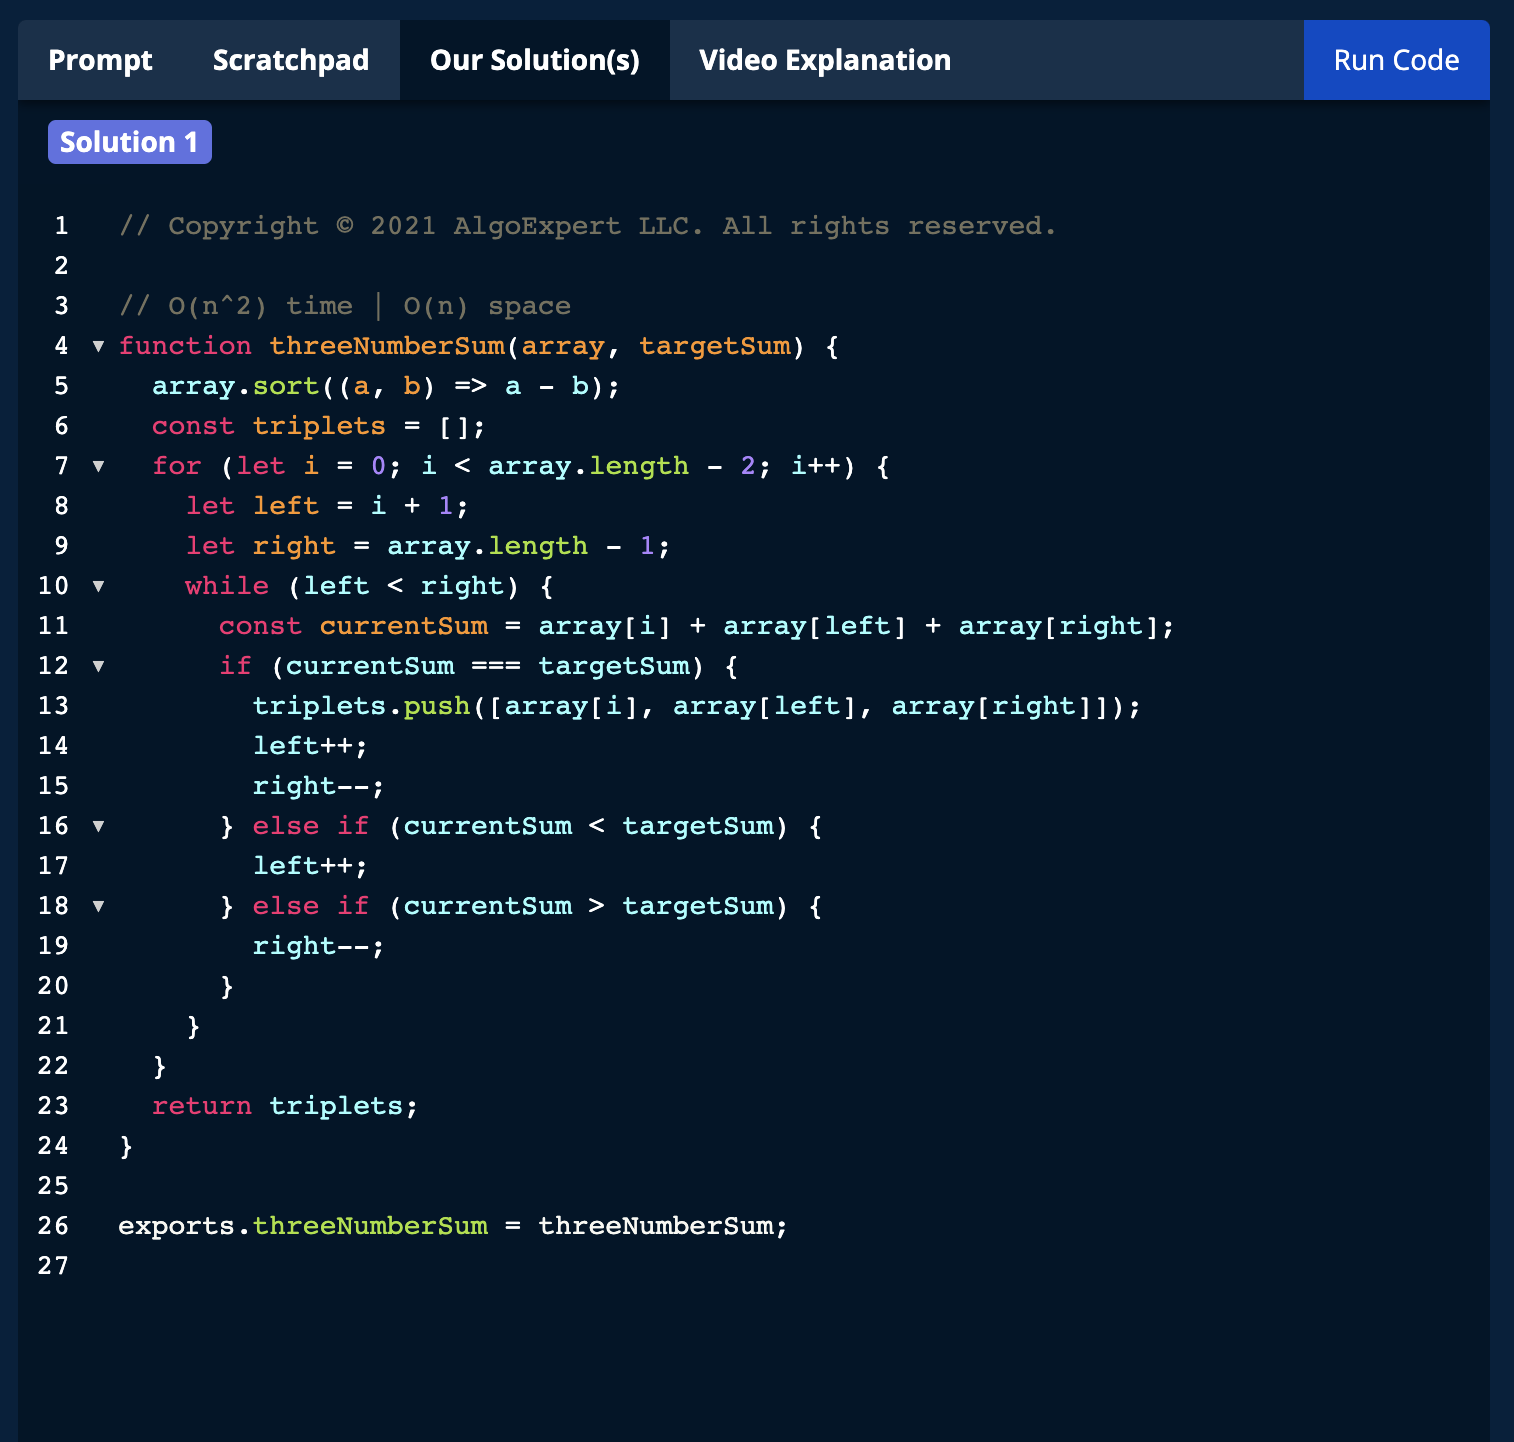 Prompt Scratchpad Our Solution(s) Video Explanation Run Code
Solution 1
1 // Copyright © 2021 AlgoExpert LLC. All rights reserved.
2
3 // O(n^2) time | O(n) space
4 ▼ function threeNumberSum(array, targetSum) {
5   array.sort((a, b) => a - b);
6   const triplets = [];
7 ▼   for (let i = 0; i < array.length - 2; i++) {
8     let left = i + 1;
9     let right = array.length - 1;
10 ▼     while (left < right) {
11       const currentSum = array[i] + array[left] + array[right];
12 ▼       if (currentSum === targetSum) {
13         triplets.push([array[i], array[left], array[right]]);
14         left++;
15         right--;
16 ▼       } else if (currentSum < targetSum) {
17         left++;
18 ▼       } else if (currentSum > targetSum) {
19         right--;
20       }
21     }
22   }
23   return triplets;
24 }
25
26 exports.threeNumberSum = threeNumberSum;
27